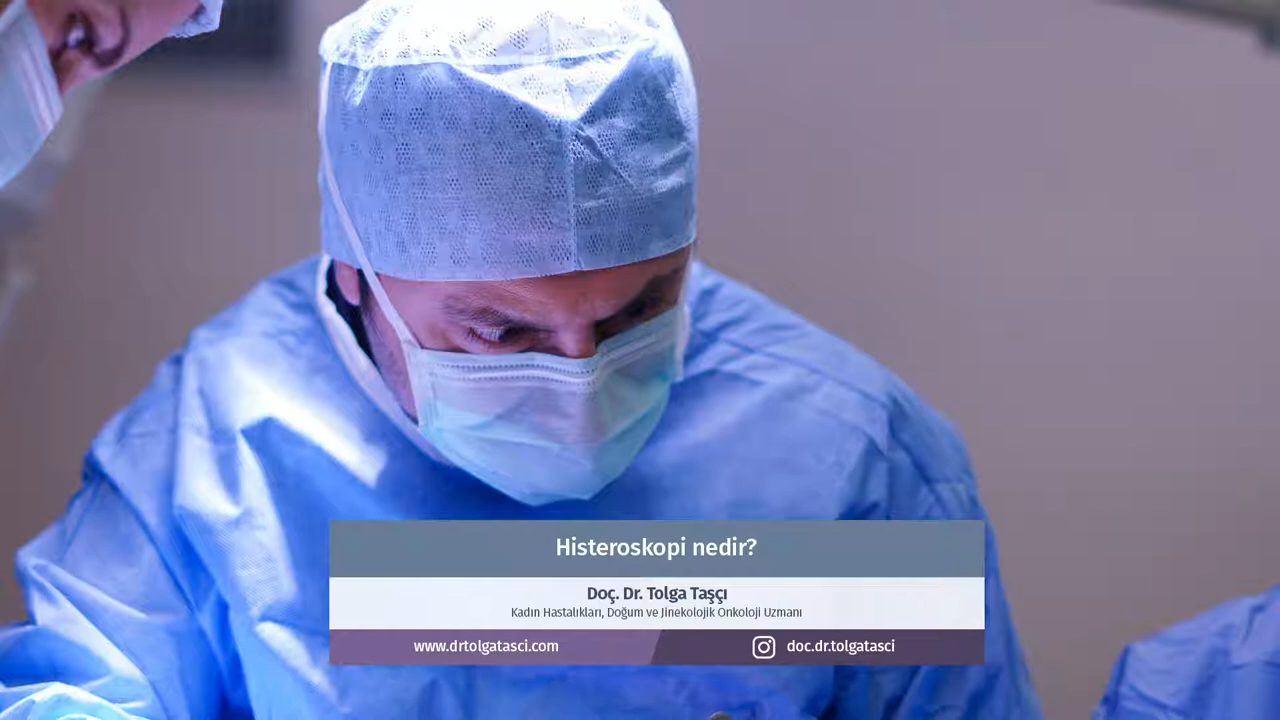 Histeroskopi nedir?
Doç. Dr. Tolga Taşçı
Kadın Hastalıkları, Doğum ve Jinekolojik Onkoloji Uzmanı
www.drtolgatasci.com
doc.dr.tolgatasci